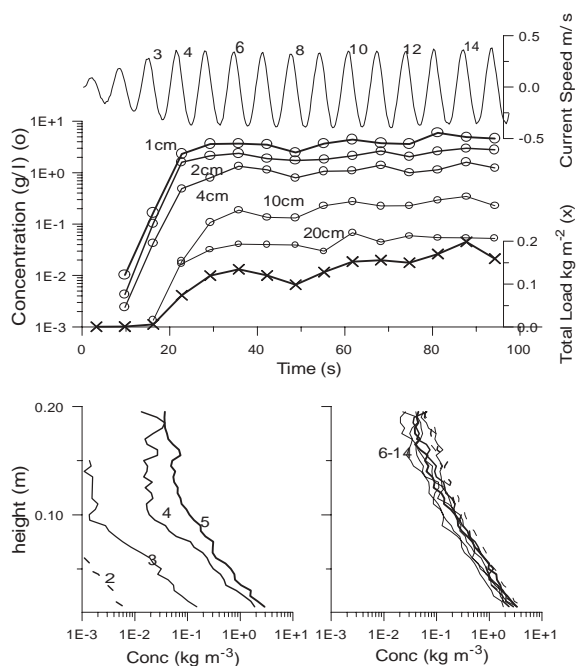 3 4 6 8 10 12 14
0.5
0.0
-0.5
Current Speed m/ s
1E+1
1E+0
1E-1
1E-2
1E-3
Concentration (g/l) (o)
1cm
2cm
4cm
10cm
20cm
0.2
0.1
0.0
Total Load kg m-2 (x)
0 20 40 60 80 100
Time (s)
0.20
0.10
height (m)
2
3
4
5
1E-3 1E-2 1E-1 1E+0 1E+1
Conc (kg m-3)
6-14
1E-3 1E-2 1E-1 1E+0 1E+1
Conc (kg m-3)